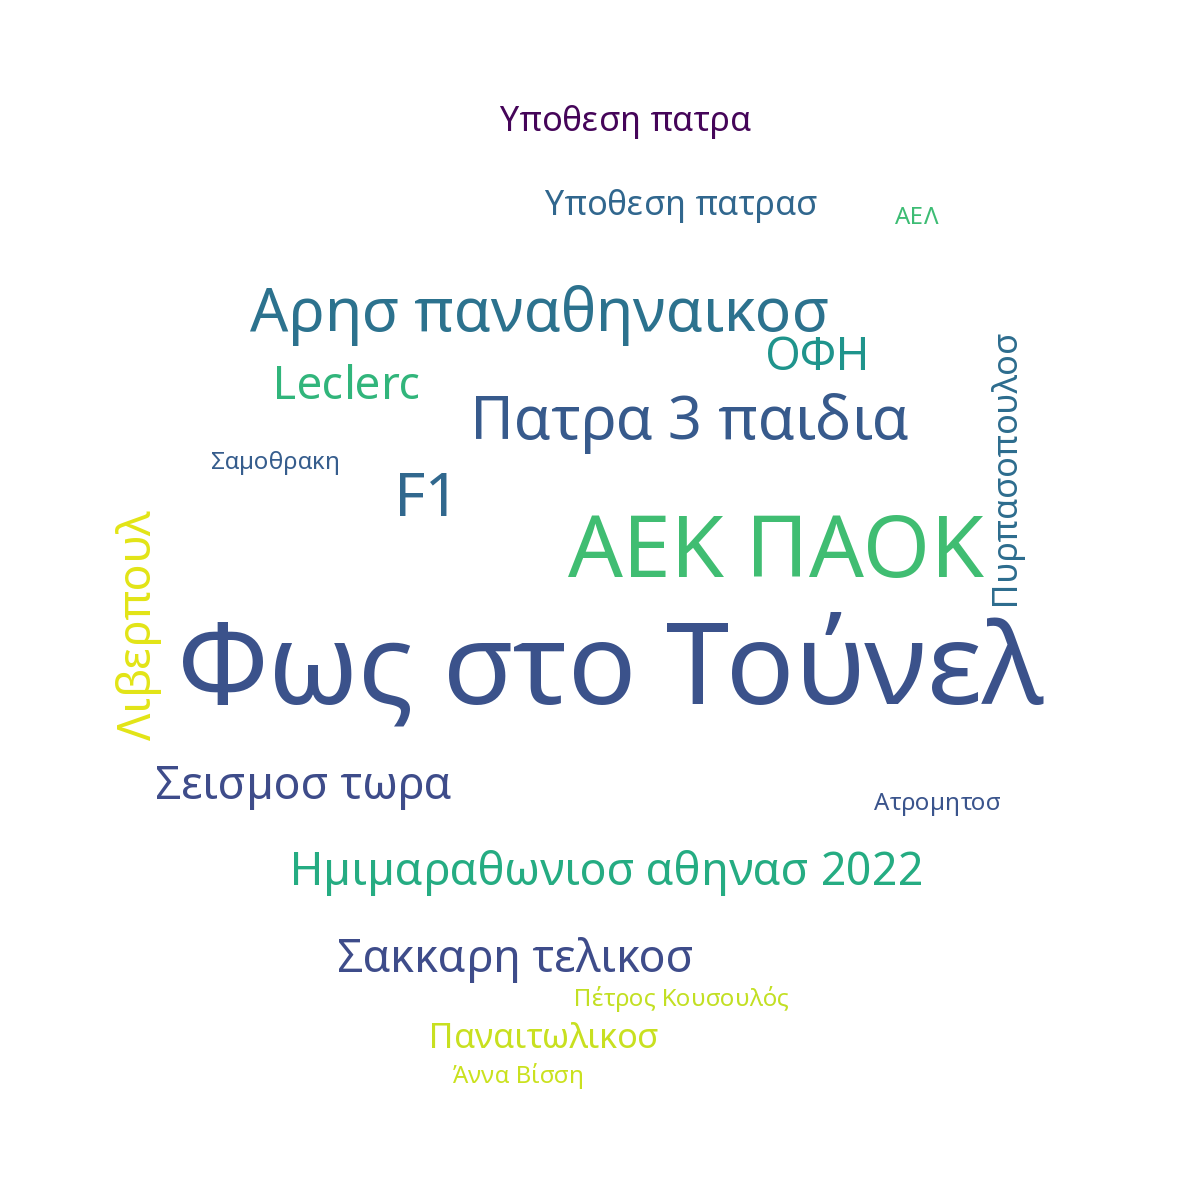 Υποθεση πατρα
Υποθεση πατρασ
ΑΕΛ
Αρησ παναθηναικοσ
ΟΦΗ
Leclerc
Πατρα 3 παιδια
Πυρπασοπουλοσ
Σαμοθρακη
F1
ΑΕΚ ΠΑΟΚ
Λιβερπουλ
Φως στο Τούνελ
Σεισμοσ τωρα
Ατρομητοσ
Ημιμαραθωνιοσ αθηνασ 2022
Σακκαρη τελικοσ
Πέτρος Κουσουλός
Παναιτωλικοσ
Άννα Βίσση